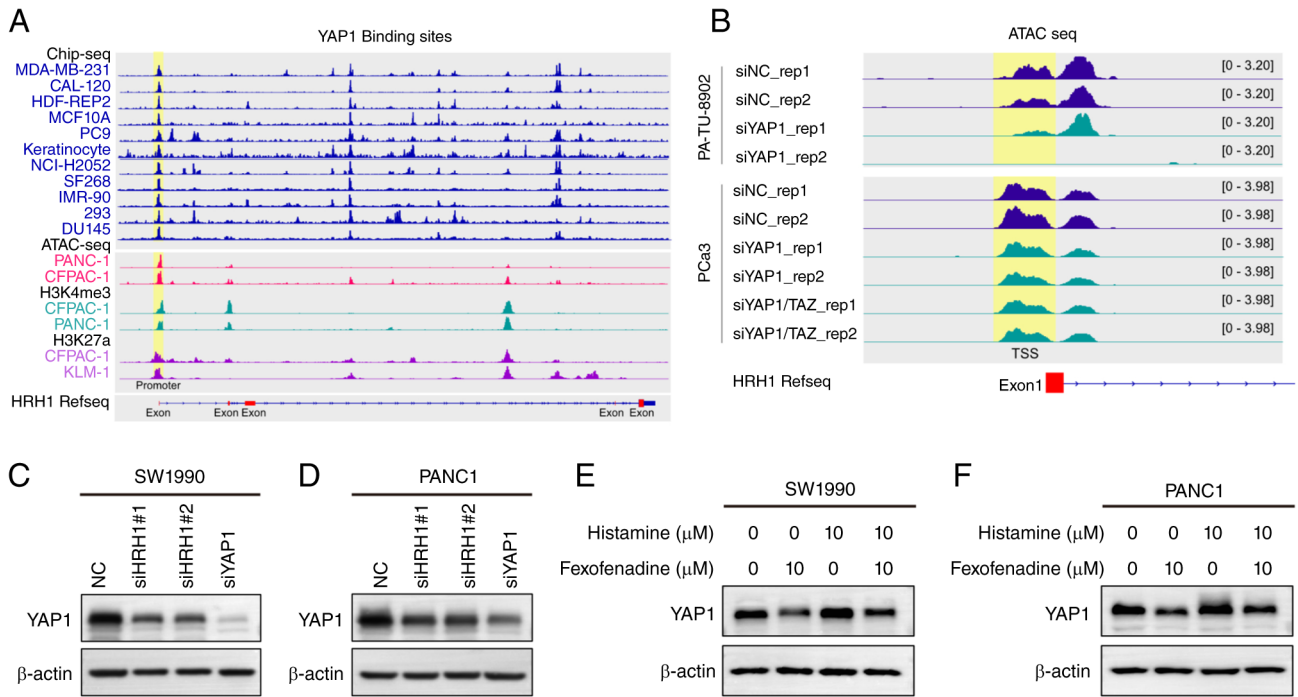 A
YAP1 Binding sites
Chip-seq
MDA-MB-231
CAL-120
HDF-REP2
MCF10A
PC9
Keratinocyte
NCI-H2052
SF268
IMR-90
293
DU145
ATAC-seq
PANC-1
CFPAC-1
H3K4me3
CFPAC-1
PANC-1
H3K27a
CFPAC-1
KLM-1
Promoter
HRH1 Refseq
Exon Exon Exon Exon Exon
B
ATAC seq
PA-TU-8902
siNC_rep1 [0 - 3.20]
siNC_rep2 [0 - 3.20]
siYAP1_rep1 [0 - 3.20]
siYAP1_rep2 [0 - 3.20]
PCa3
siNC_rep1 [0 - 3.98]
siNC_rep2 [0 - 3.98]
siYAP1_rep1 [0 - 3.98]
siYAP1_rep2 [0 - 3.98]
siYAP1/TAZ_rep1 [0 - 3.98]
siYAP1/TAZ_rep2 [0 - 3.98]
TSS
HRH1 Refseq Exon1
C
SW1990
NC siHRH1#1 siHRH1#2 siYAP1
YAP1
β-actin
D
PANC1
NC siHRH1#1 siHRH1#2 siYAP1
YAP1
β-actin
E
SW1990
Histamine (μM) 0 0 10 10
Fexofenadine (μM) 0 10 0 10
YAP1
β-actin
F
PANC1
Histamine (μM) 0 0 10 10
Fexofenadine (μM) 0 10 0 10
YAP1
β-actin